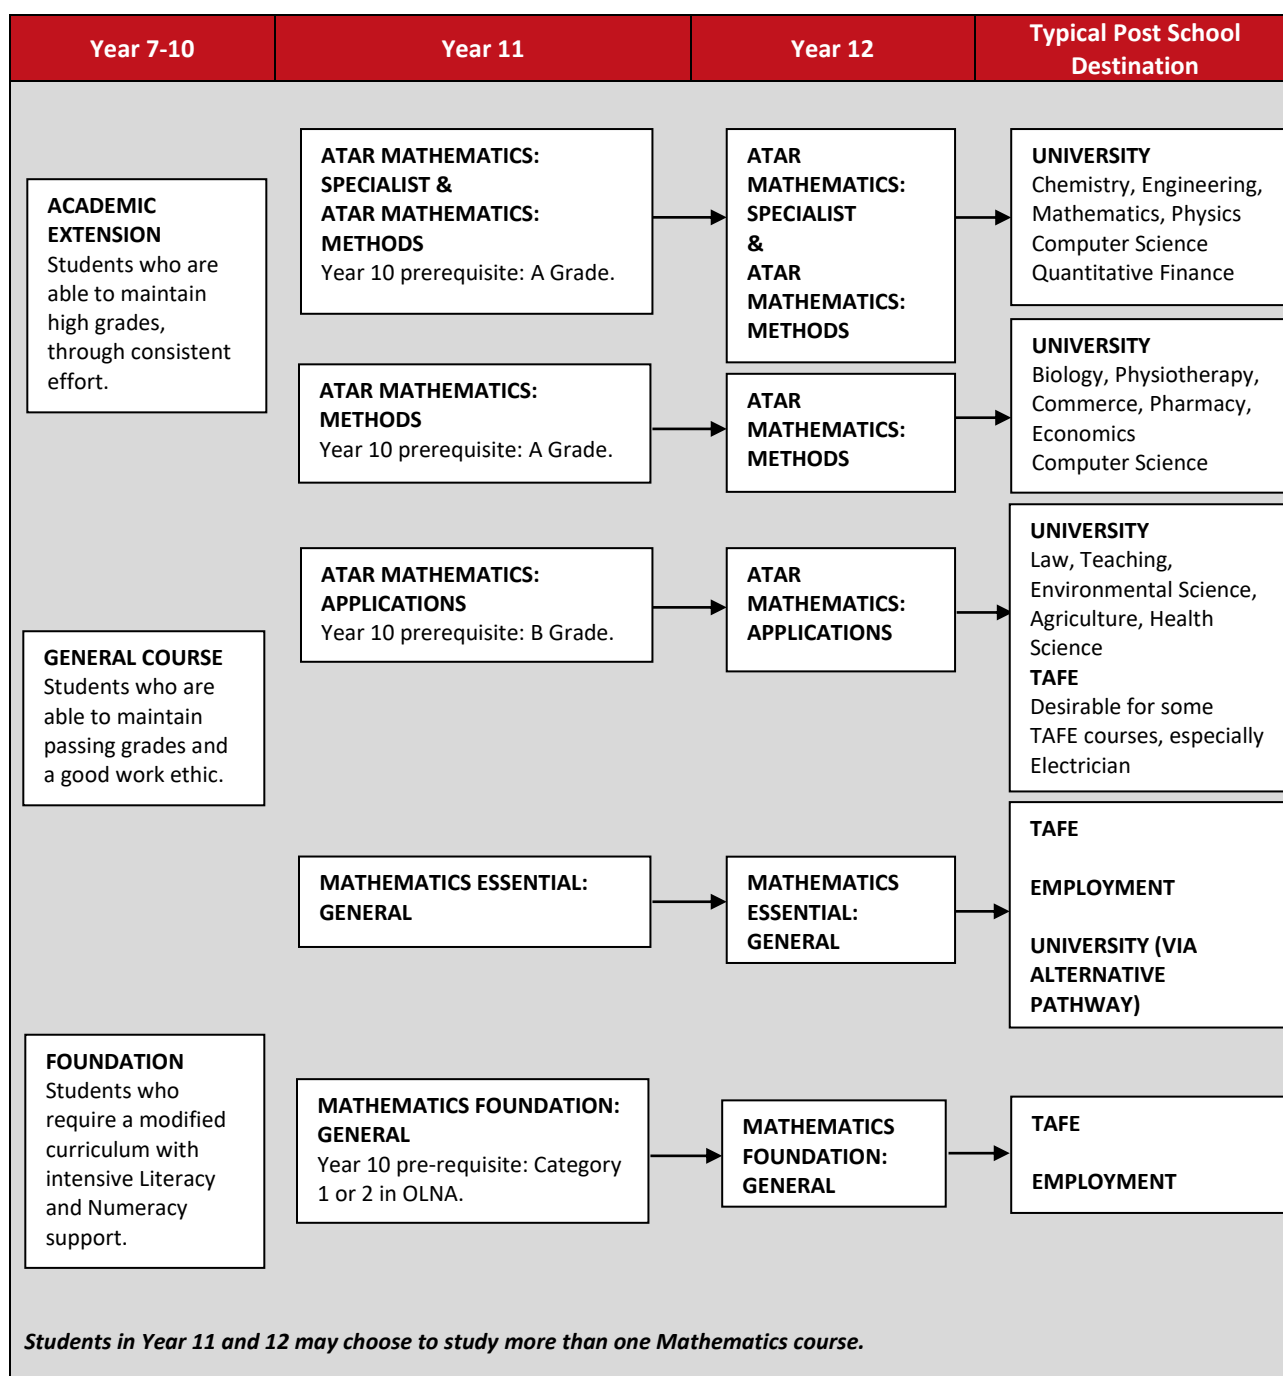 Year 7-10
Year 11
Year 12
Typical Post School
Destination
ACADEMIC
EXTENSION
Students who are
able to maintain
high grades,
through consistent
effort.
ATAR MATHEMATICS:
SPECIALIST &
ATAR MATHEMATICS:
METHODS
Year 10 prerequisite: A Grade.
ATAR
MATHEMATICS:
SPECIALIST
&
ATAR
MATHEMATICS:
METHODS
UNIVERSITY
Chemistry, Engineering,
Mathematics, Physics
Computer Science
Quantitative Finance
ATAR MATHEMATICS:
METHODS
Year 10 prerequisite: A Grade.
ATAR
MATHEMATICS:
METHODS
UNIVERSITY
Biology, Physiotherapy,
Commerce, Pharmacy,
Economics
Computer Science
GENERAL COURSE
Students who are
able to maintain
passing grades and
a good work ethic.
ATAR MATHEMATICS:
APPLICATIONS
Year 10 prerequisite: B Grade.
ATAR
MATHEMATICS:
APPLICATIONS
UNIVERSITY
Law, Teaching,
Environmental Science,
Agriculture, Health
Science
TAFE
Desirable for some
TAFE courses, especially
Electrician
MATHEMATICS ESSENTIAL:
GENERAL
MATHEMATICS
ESSENTIAL:
GENERAL
TAFE
EMPLOYMENT
UNIVERSITY (VIA
ALTERNATIVE
PATHWAY)
FOUNDATION
Students who
require a modified
curriculum with
intensive Literacy
and Numeracy
support.
MATHEMATICS FOUNDATION:
GENERAL
Year 10 pre-requisite: Category
1 or 2 in OLNA.
MATHEMATICS
FOUNDATION:
GENERAL
TAFE
EMPLOYMENT
Students in Year 11 and 12 may choose to study more than one Mathematics course.